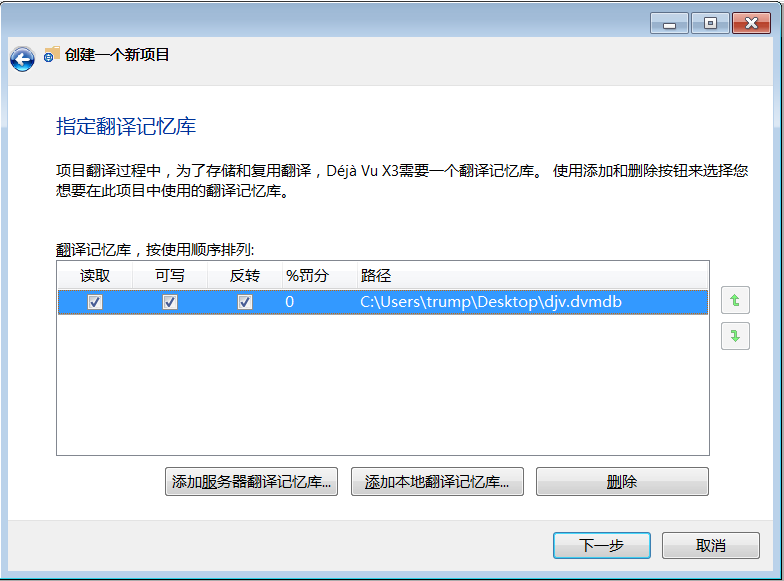 创建一个新项目
指定翻译记忆库
项目翻译过程中，为了存储和复用翻译，Déjà Vu X3需要一个翻译记忆库。 使用添加和删除按钮来选择您
想要在此项目中使用的翻译记忆库。
翻译记忆库，按使用顺序排列:
读取 可写 反转 %罚分 路径
0 C:\Users\trump\Desktop\djv.dvmdb
添加服务器翻译记忆库... 添加本地翻译记忆库... 删除
下一步 取消